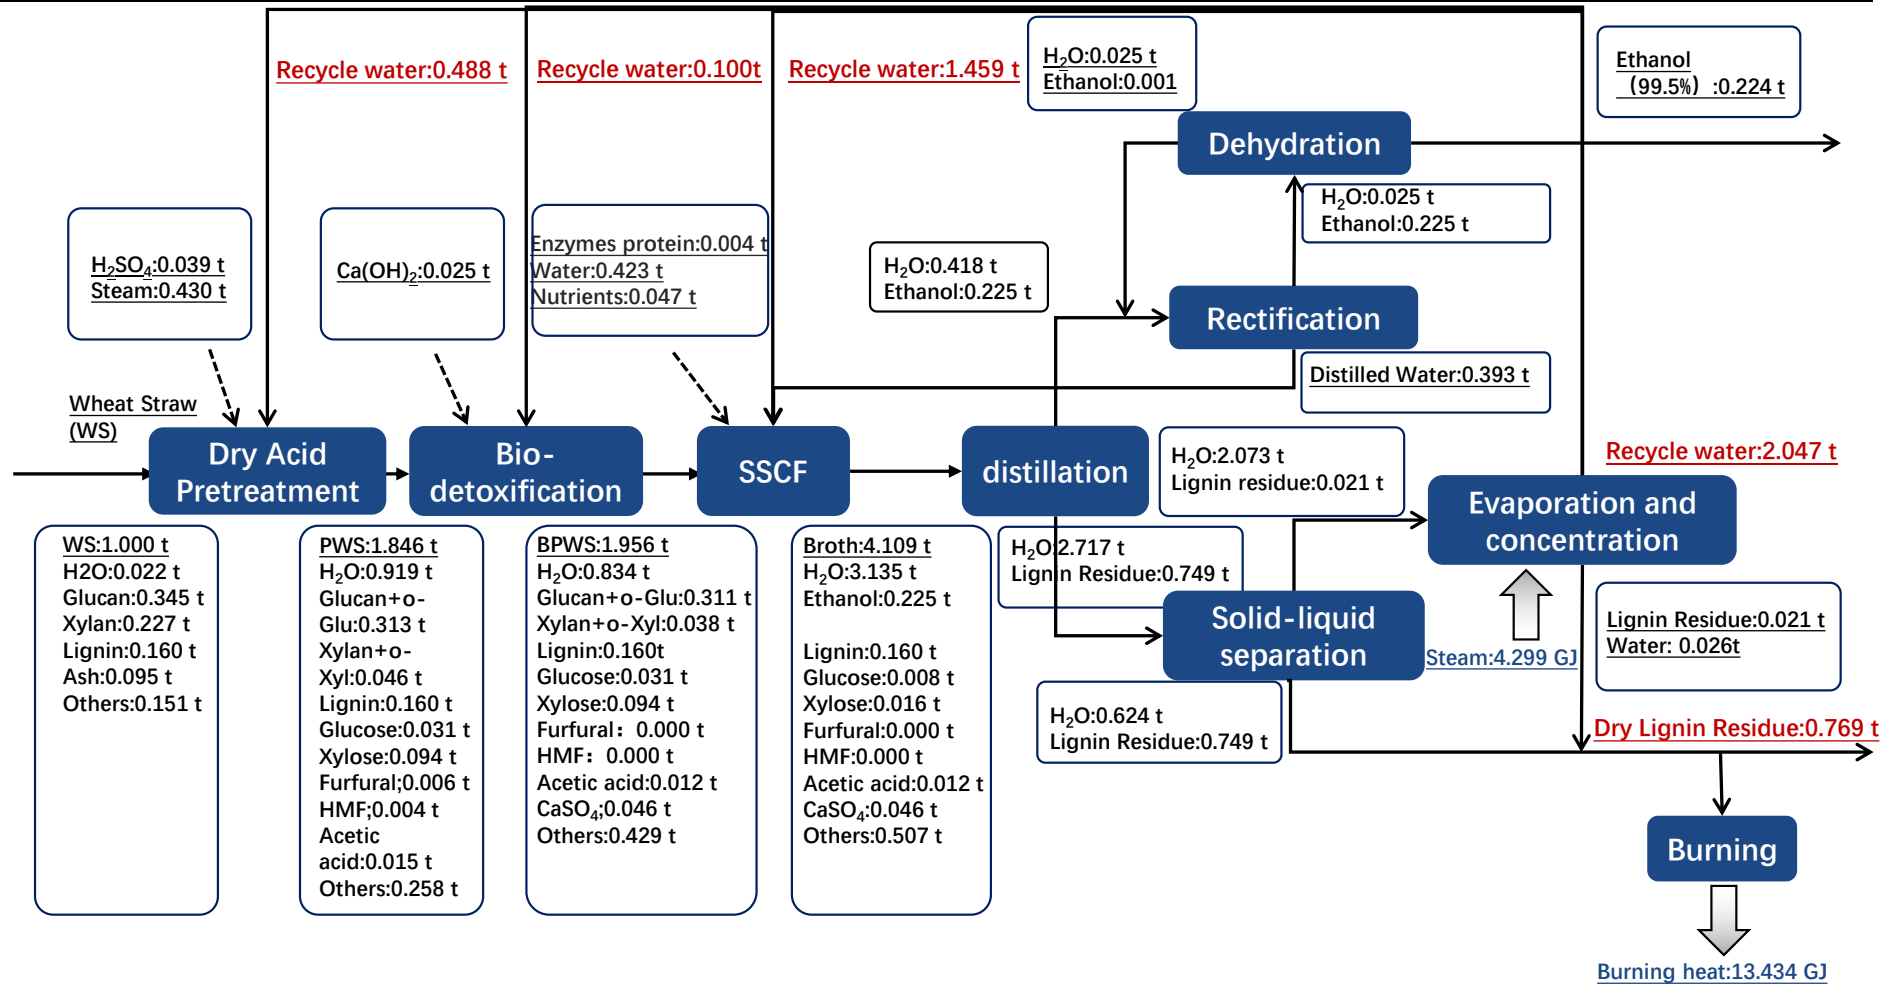 Recycle water:0.488 t
Recycle water:0.100t
Recycle water:1.459 t
H₂O:0.025 t
Ethanol:0.001
Ethanol
(99.5%) :0.224 t
Dehydration
H₂SO₄:0.039 t
Steam:0.430 t
Ca(OH)₂:0.025 t
Enzymes protein:0.004 t
Water:0.423 t
Nutrients:0.047 t
H₂O:0.418 t
Ethanol:0.225 t
H₂O:0.025 t
Ethanol:0.225 t
Rectification
Distilled Water:0.393 t
Wheat Straw
(WS)
Dry Acid
Pretreatment
Bio-
detoxification
SSCF
distillation
H₂O:2.073 t
Lignin residue:0.021 t
Recycle water:2.047 t
Evaporation and
concentration
WS:1.000 t
H2O:0.022 t
Glucan:0.345 t
Xylan:0.227 t
Lignin:0.160 t
Ash:0.095 t
Others:0.151 t
PWS:1.846 t
H₂O:0.919 t
Glucan+o-
Glu:0.313 t
Xylan+o-
Xyl:0.046 t
Lignin:0.160 t
Glucose:0.031 t
Xylose:0.094 t
Furfural;0.006 t
HMF;0.004 t
Acetic
acid:0.015 t
Others:0.258 t
BPWS:1.956 t
H₂O:0.834 t
Glucan+o-Glu:0.311 t
Xylan+o-Xyl:0.038 t
Lignin:0.160t
Glucose:0.031 t
Xylose:0.094 t
Furfural：0.000 t
HMF：0.000 t
Acetic acid:0.012 t
CaSO₄;0.046 t
Others:0.429 t
Broth:4.109 t
H₂O:3.135 t
Ethanol:0.225 t
Lignin:0.160 t
Glucose:0.008 t
Xylose:0.016 t
Furfural:0.000 t
HMF:0.000 t
Acetic acid:0.012 t
CaSO₄:0.046 t
Others:0.507 t
H₂O:2.717 t
Lignin Residue:0.749 t
Solid-liquid
separation
Steam:4.299 GJ
Lignin Residue:0.021 t
Water: 0.026t
H₂O:0.624 t
Lignin Residue:0.749 t
Dry Lignin Residue:0.769 t
Burning
Burning heat:13.434 GJ